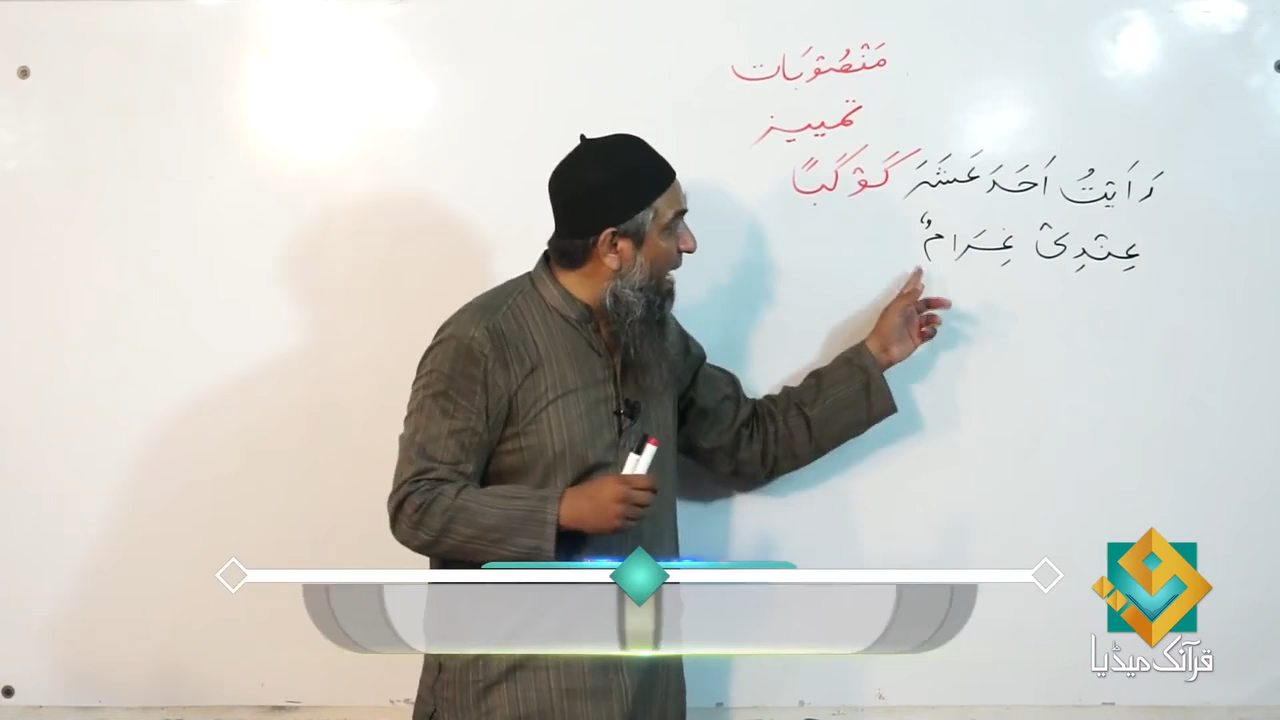 مَنْصُوْبَات
تمییز
رَاَیْتُ اَحَدَ عَشَرَ كَوْكَبًا
عِنْدِیْ غِرَامٌ
قرآنک میڈیا